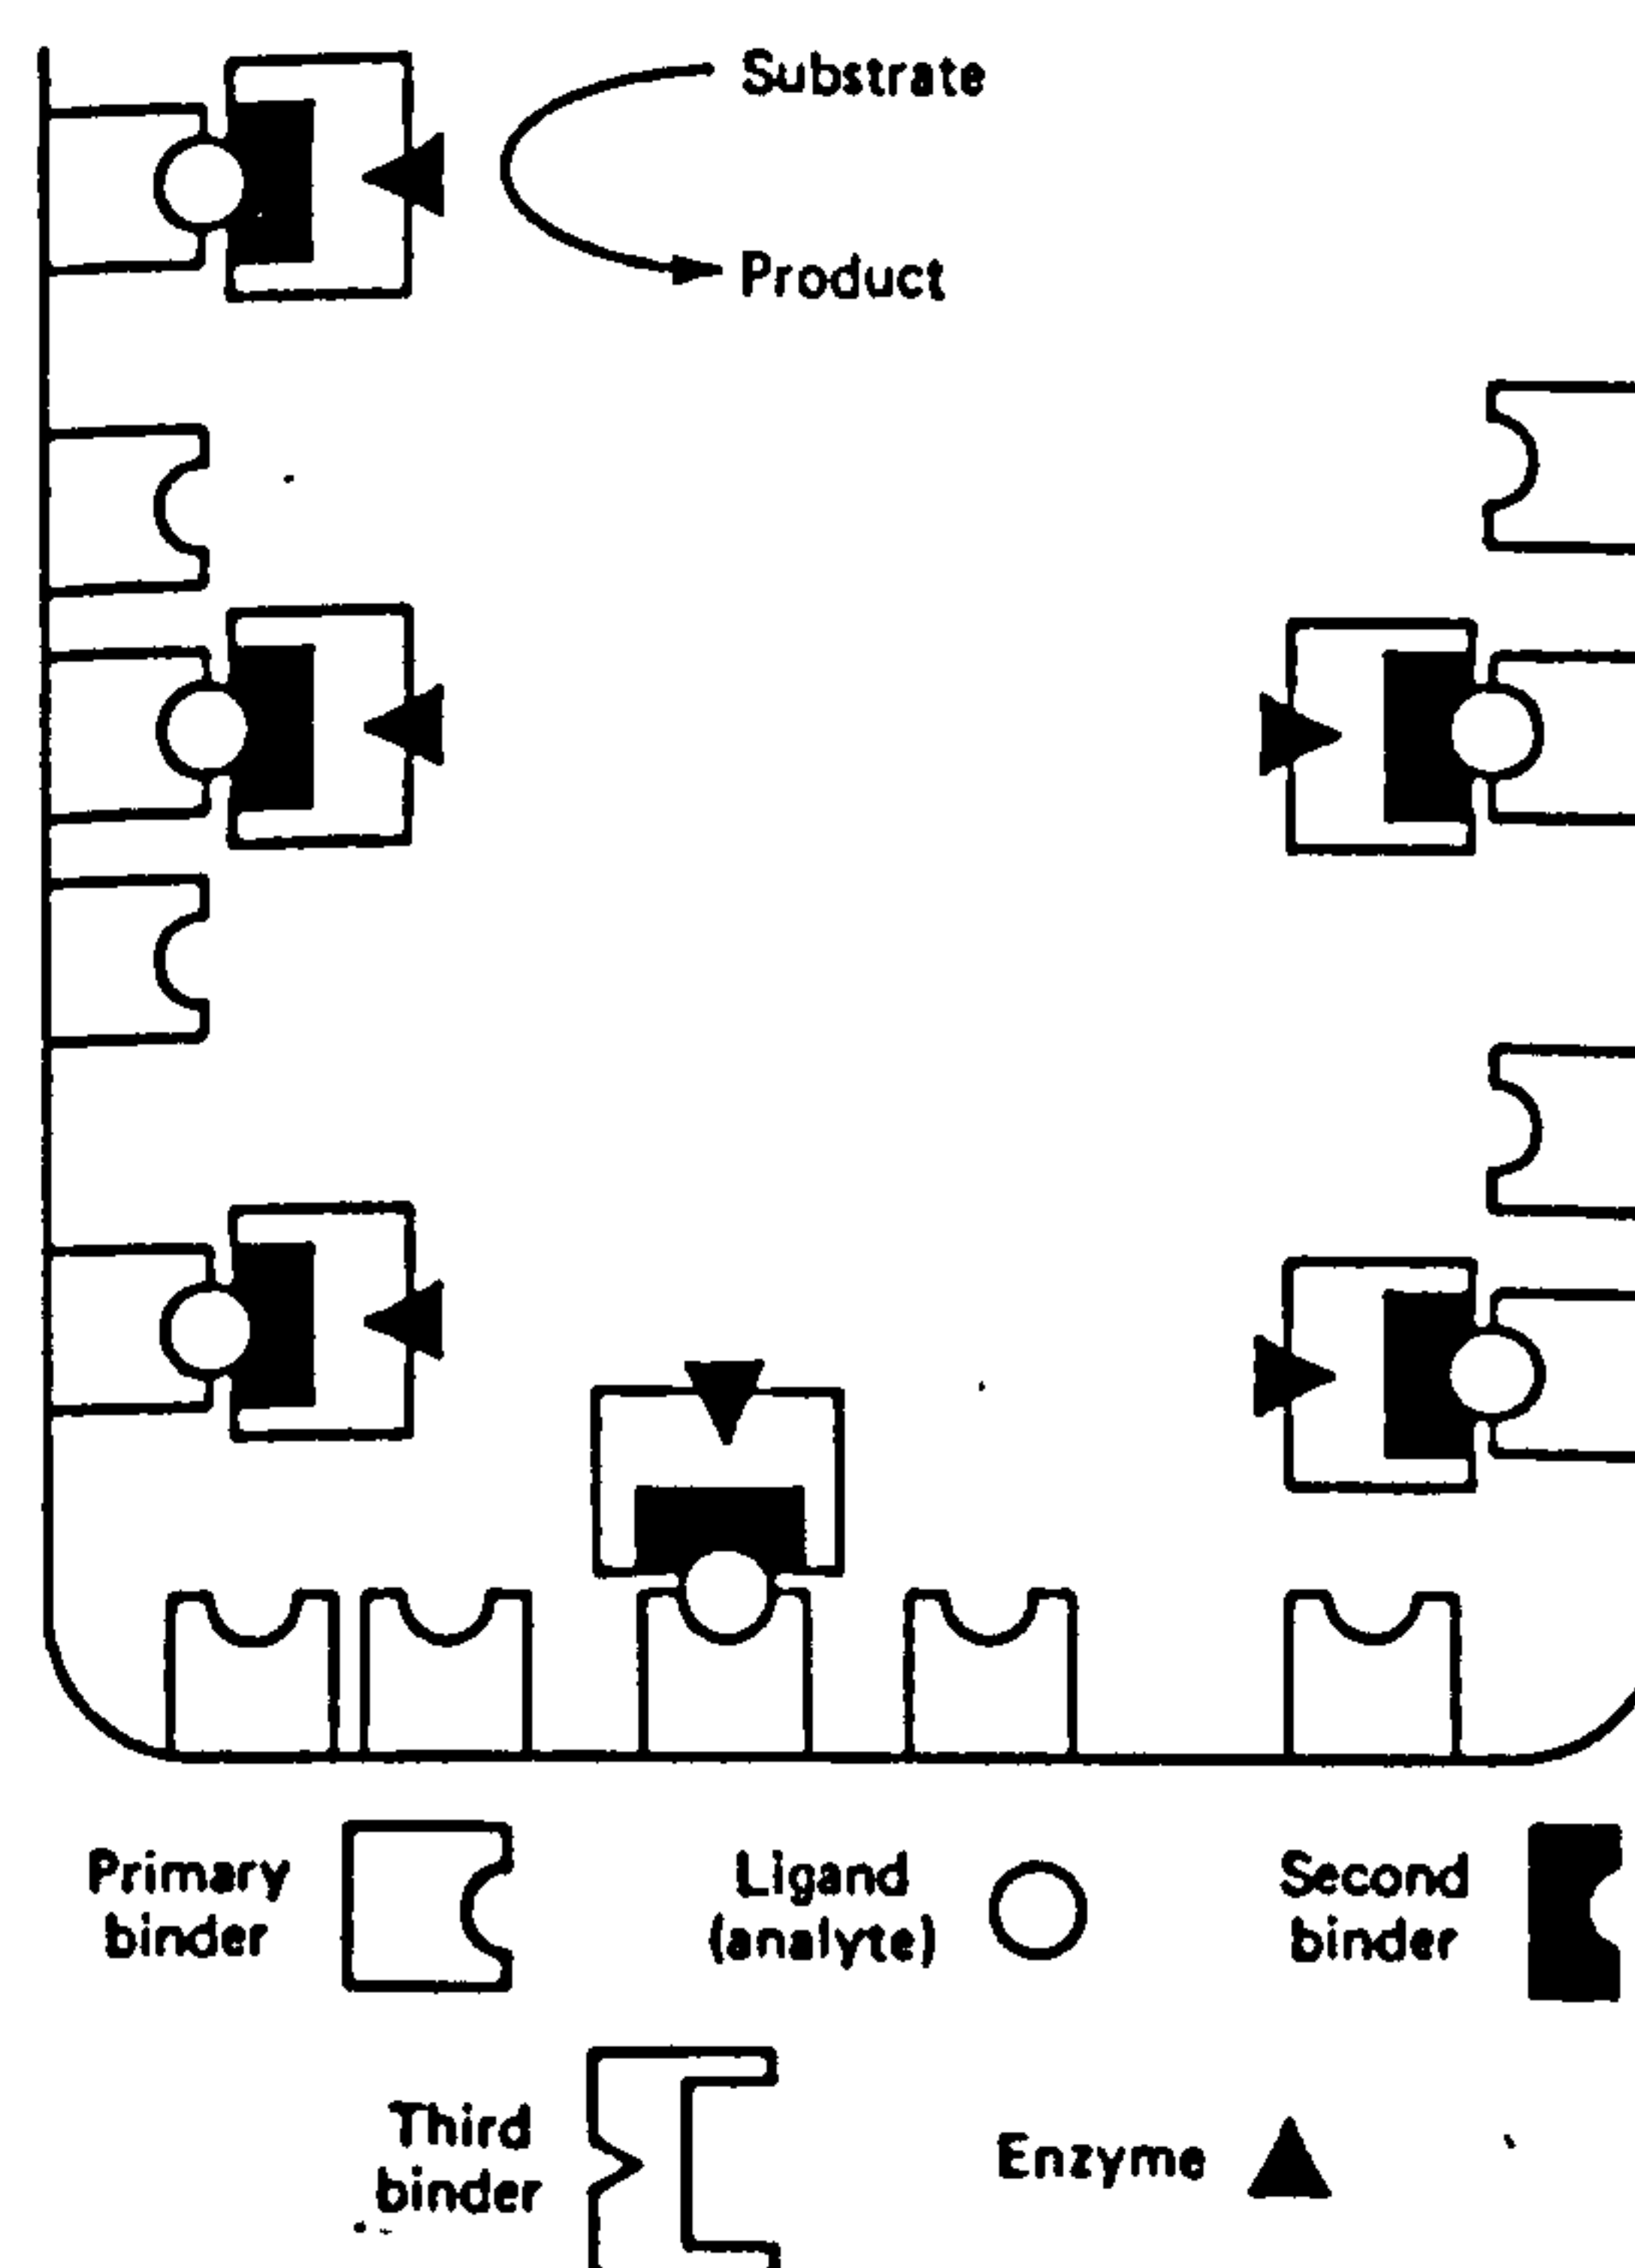 Substrate
Product
Primary
binder
Ligand
(analyte)
Second
binder
Third
binder
Enzyme